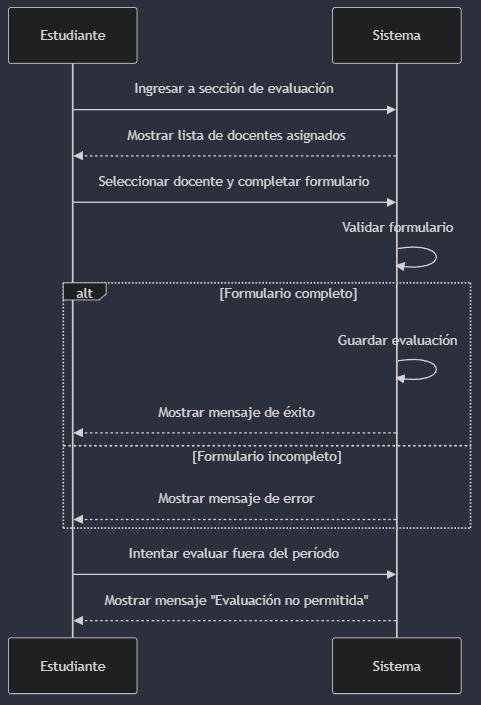 Estudiante
Sistema
Ingresar a sección de evaluación
Mostrar lista de docentes asignados
Seleccionar docente y completar formulario
Validar formulario
alt
[Formulario completo]
Guardar evaluación
Mostrar mensaje de éxito
[Formulario incompleto]
Mostrar mensaje de error
Intentar evaluar fuera del período
Mostrar mensaje "Evaluación no permitida"
Estudiante
Sistema